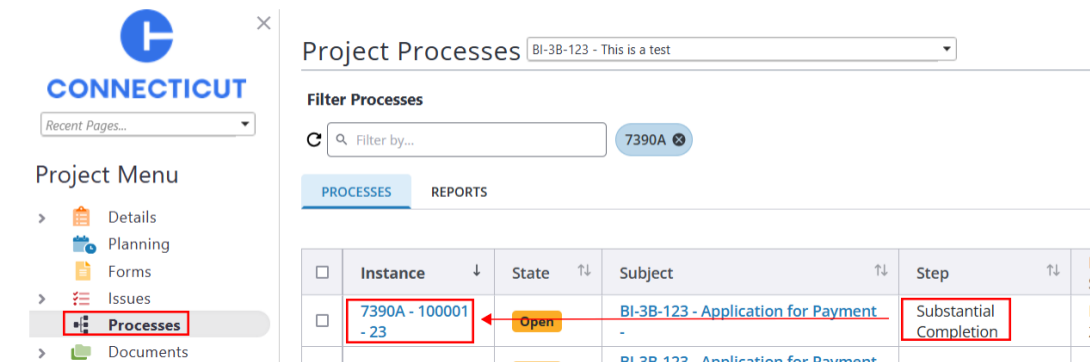 CONNECTICUT
Recent Pages...
Project Menu
Details
Planning
Forms
Issues
Processes
Documents
Project Processes BI-3B-123 - This is a test
Filter Processes
Filter by... 7390A
PROCESSES REPORTS
Instance State Subject Step
7390A - 100001 Open BI-3B-123 - Application for Payment Substantial
- 23 - Completion
BI-3B-123 - Application for Payment